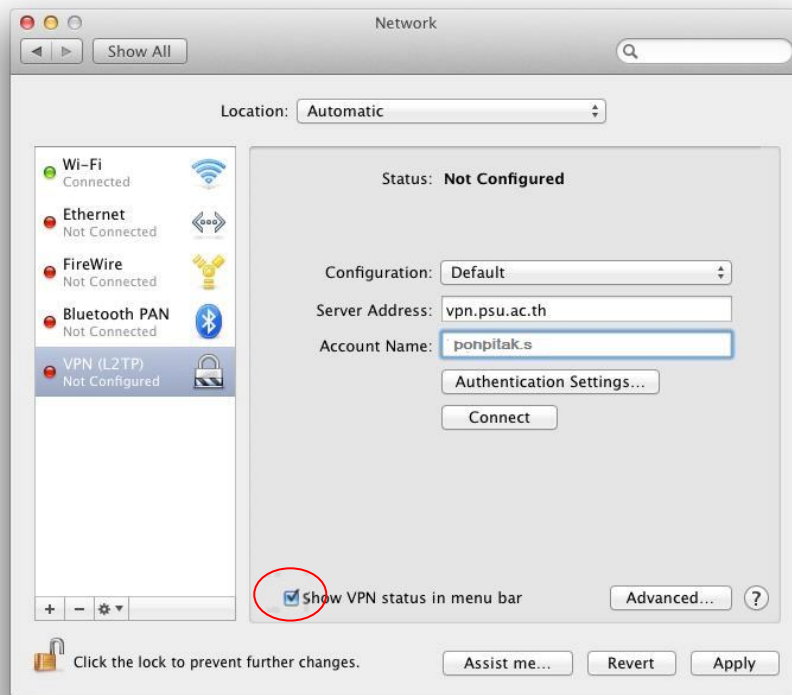 Network
Show All
Location: Automatic
Wi-Fi
Connected
Ethernet
Not Connected
FireWire
Not Connected
Bluetooth PAN
Not Connected
VPN (L2TP)
Not Configured
Status: Not Configured
Configuration: Default
Server Address: vpn.psu.ac.th
Account Name: ponpitak.s
Authentication Settings...
Connect
Show VPN status in menu bar
Advanced...
?
+ −
Click the lock to prevent further changes.
Assist me...
Revert
Apply